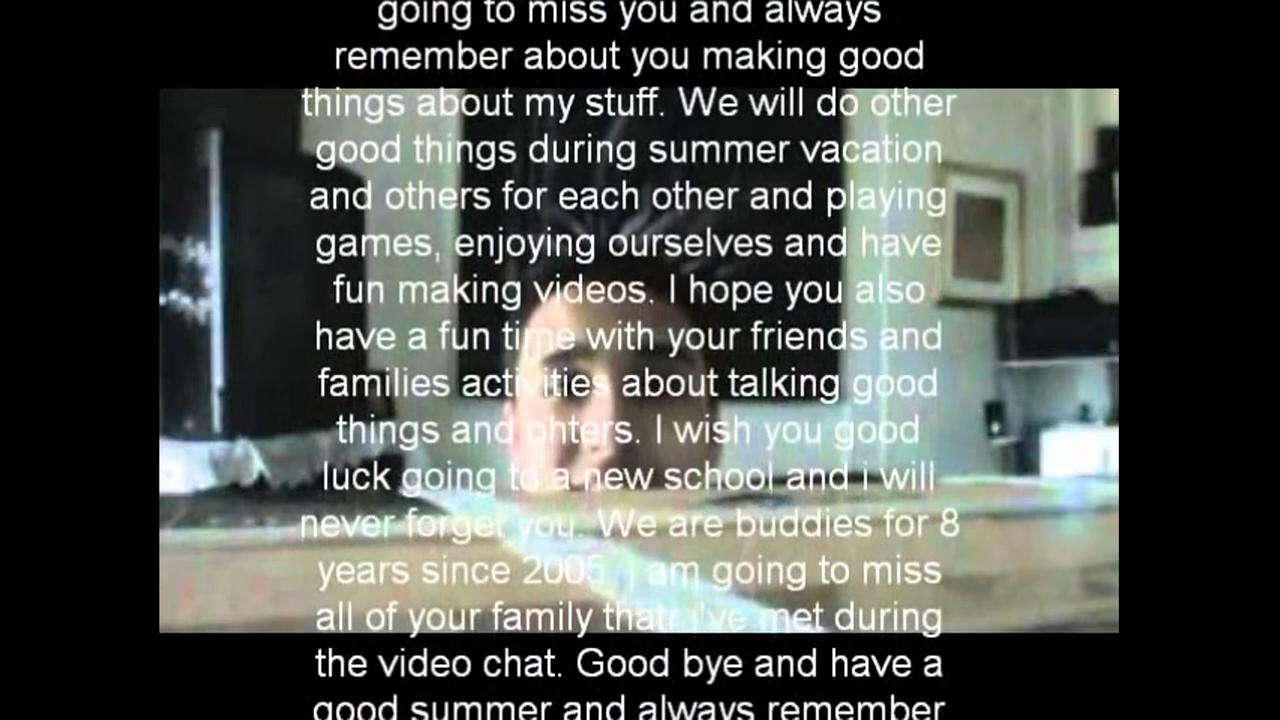 going to miss you and always
remember about you making good
things about my stuff. We will do other
good things during summer vacation
and others for each other and playing
games, enjoying ourselves and have
fun making videos. I hope you also
have a fun time with your friends and
families activities about talking good
things and ohters. I wish you good
luck going to a new school and i will
never forget you. We are buddies for 8
years since 2005. I am going to miss
all of your family thatr i've met during
the video chat. Good bye and have a
good summer and always remember